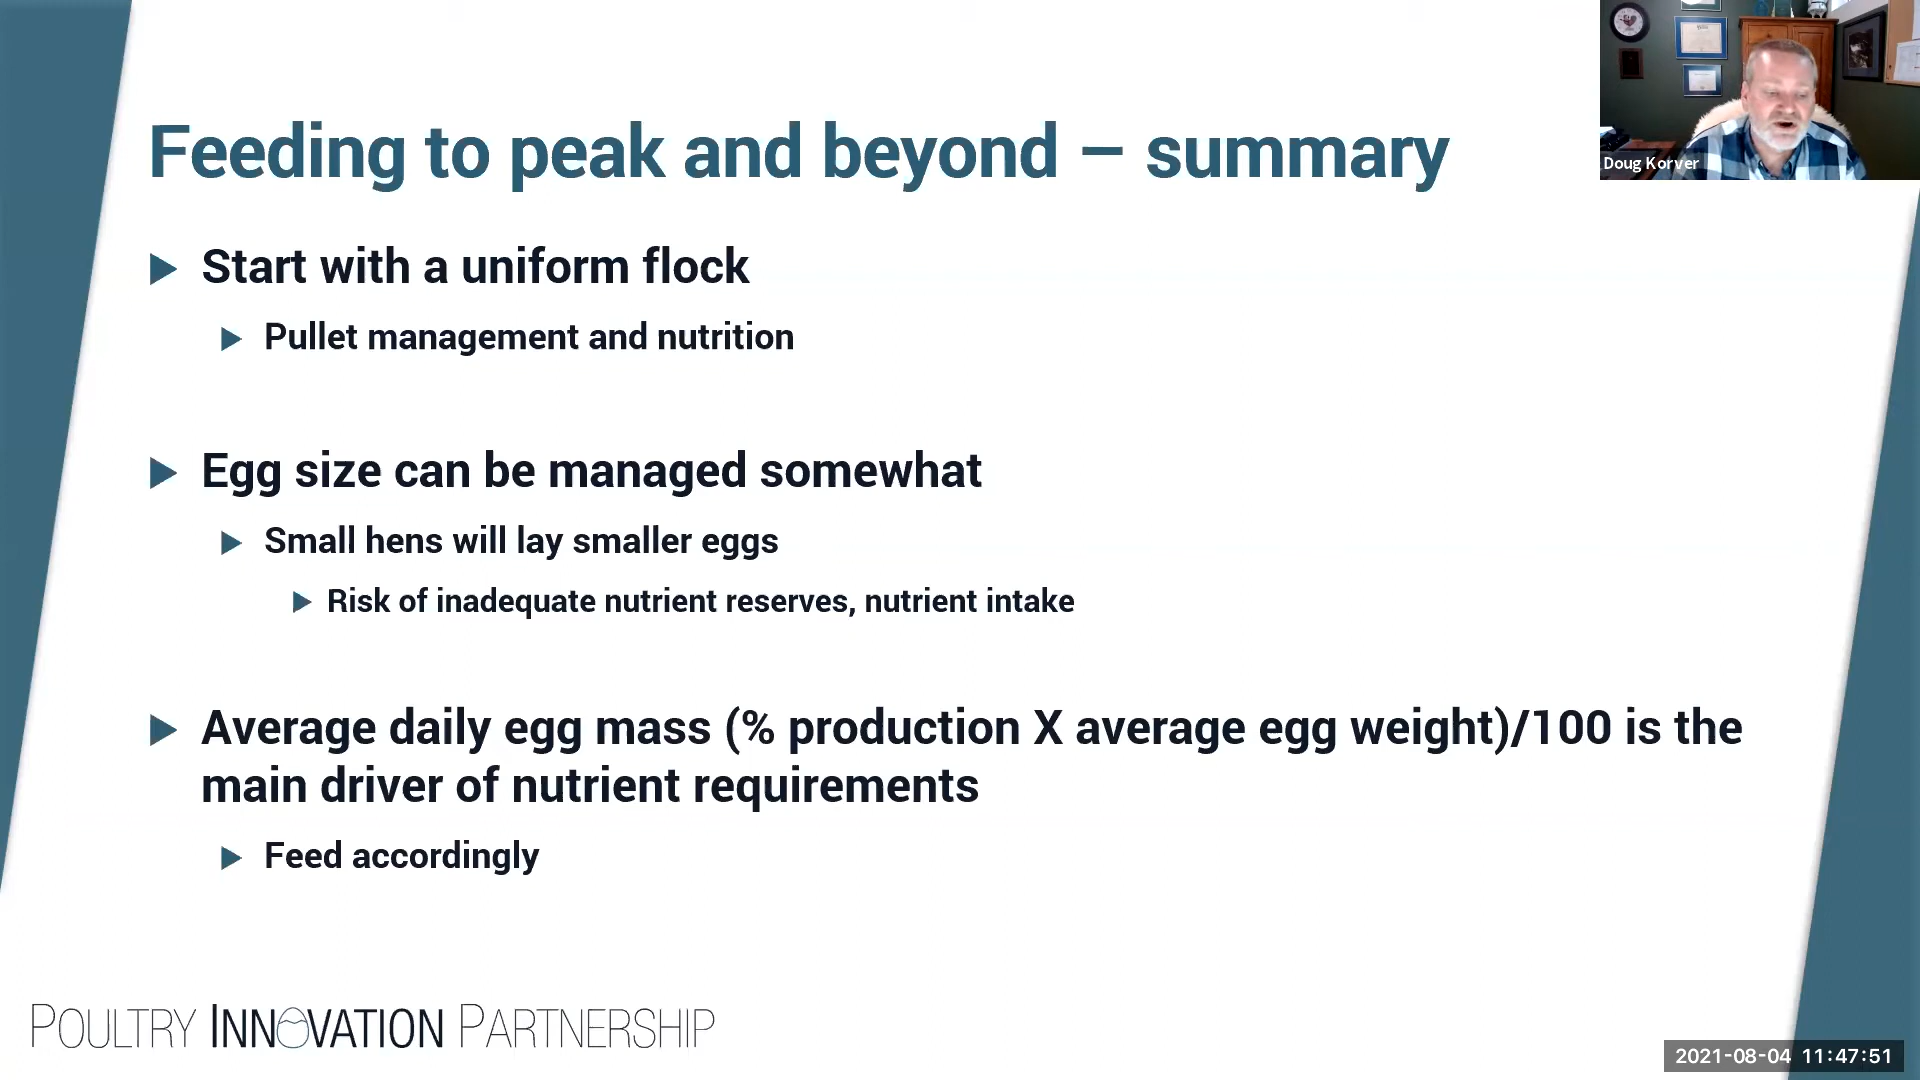 Feeding to peak and beyond – summary
Doug Korver
Start with a uniform flock
Pullet management and nutrition
Egg size can be managed somewhat
Small hens will lay smaller eggs
Risk of inadequate nutrient reserves, nutrient intake
Average daily egg mass (% production X average egg weight)/100 is the
main driver of nutrient requirements
Feed accordingly
POULTRY INNOVATION PARTNERSHIP
2021-08-04 11:47:51